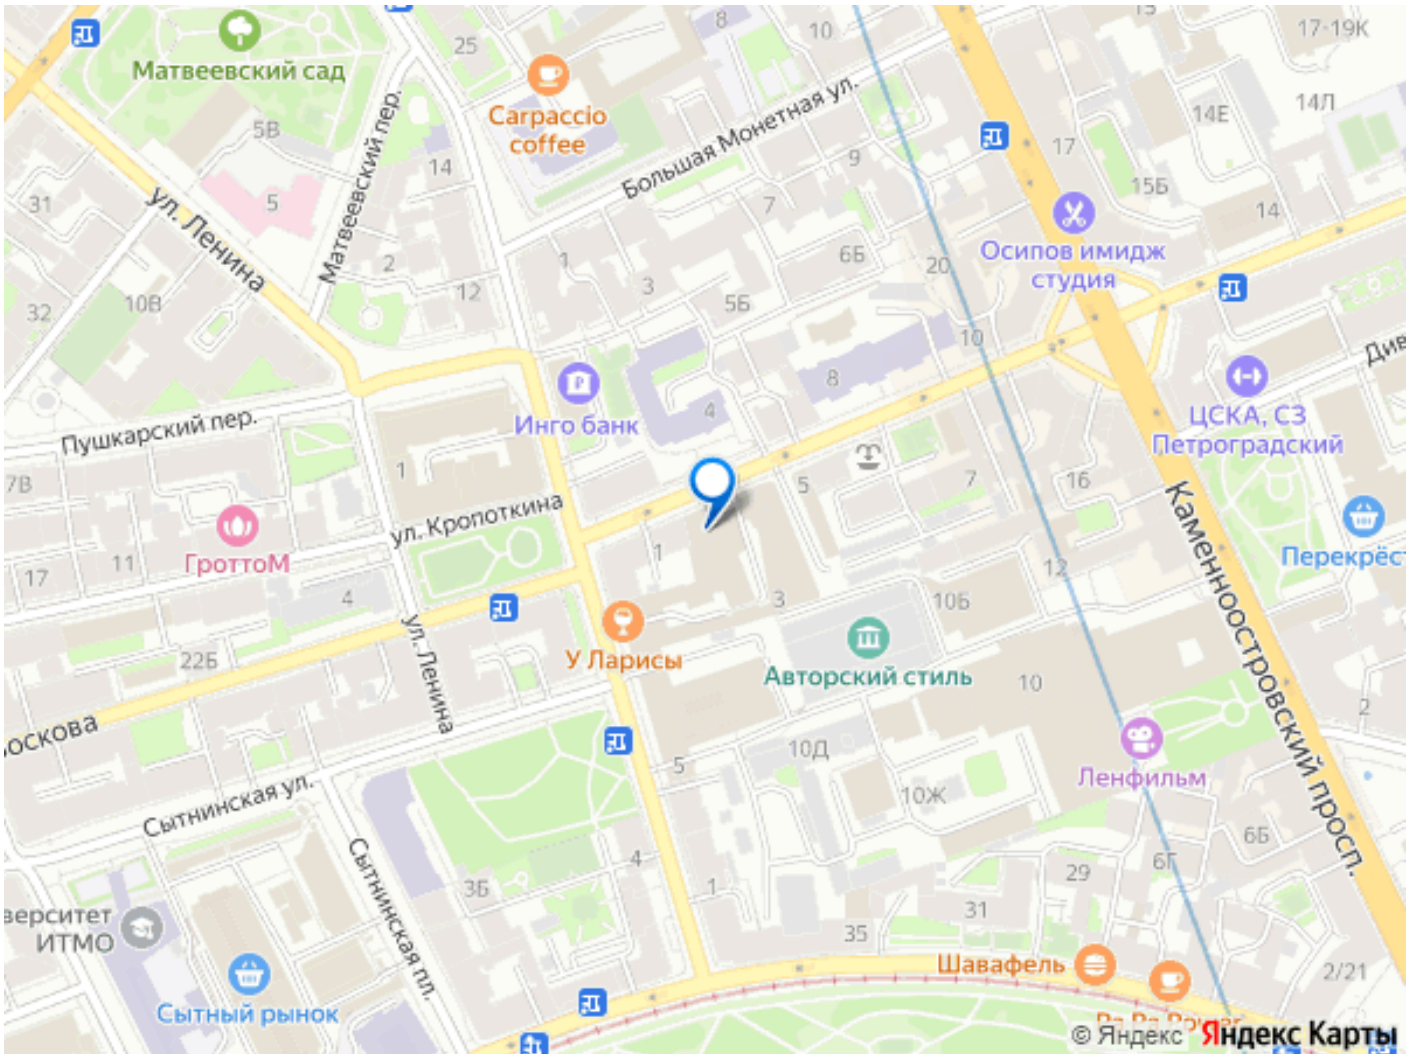 Матвеевский сад
25
8
10
15
17-19К
Carpaccio
coffee
Большая Монетная ул.
14Е
14Л
5В
Матвеевский пер.
14
9
17
15Б
31
5
ул. Ленина
7
14
Осипов имидж
студия
2
1
6Б
20
12
3
5Б
9
32
10В
10
Див
8
ЦСКА, СЗ
Петроградский
Инго банк
4
Пушкарский пер.
7В
1
5
7
16
Каменноостровский просп.
ул. Кропоткина
ГроттоМ
11
17
1
Перекрёс
12
4
3
10Б
У Ларисы
Авторский стиль
ул. Ленина
22Б
10
2
оскова
5
10Д
Ленфильм
Сытнинская ул.
10Ж
6Б
Сытнинская пл.
4
3Б
1
29
6Г
31
35
верситет
ИТМО
Шавафель
2/21
Сытный рынок
© Яндекс Яндекс Карты